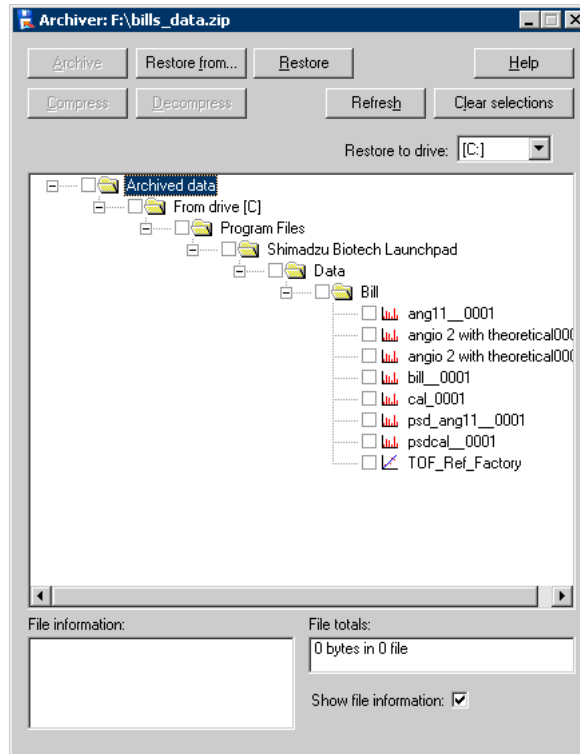 Archiver: F:\bills_data.zip
Archive
Restore from...
Restore
Help
Compress
Decompress
Refresh
Clear selections
Restore to drive: [C:]
Archived data
From drive [C]
Program Files
Shimadzu Biotech Launchpad
Data
Bill
ang11__0001
angio 2 with theoretical000
angio 2 with theoretical000
bill__0001
cal_0001
psd_ang11__0001
psdcal__0001
TOF_Ref_Factory
File information:
File totals:
0 bytes in 0 file
Show file information: